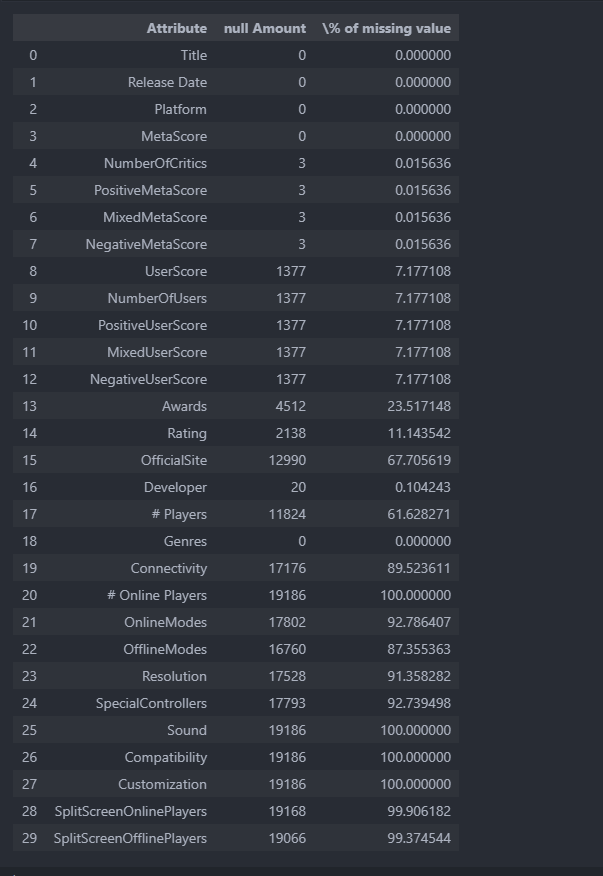 Attribute null Amount \% of missing value
0 Title 0 0.000000
1 Release Date 0 0.000000
2 Platform 0 0.000000
3 MetaScore 0 0.000000
4 NumberOfCritics 3 0.015636
5 PositiveMetaScore 3 0.015636
6 MixedMetaScore 3 0.015636
7 NegativeMetaScore 3 0.015636
8 UserScore 1377 7.177108
9 NumberOfUsers 1377 7.177108
10 PositiveUserScore 1377 7.177108
11 MixedUserScore 1377 7.177108
12 NegativeUserScore 1377 7.177108
13 Awards 4512 23.517148
14 Rating 2138 11.143542
15 OfficialSite 12990 67.705619
16 Developer 20 0.104243
17 # Players 11824 61.628271
18 Genres 0 0.000000
19 Connectivity 17176 89.523611
20 # Online Players 19186 100.000000
21 OnlineModes 17802 92.786407
22 OfflineModes 16760 87.355363
23 Resolution 17528 91.358282
24 SpecialControllers 17793 92.739498
25 Sound 19186 100.000000
26 Compatibility 19186 100.000000
27 Customization 19186 100.000000
28 SplitScreenOnlinePlayers 19168 99.906182
29 SplitScreenOfflinePlayers 19066 99.374544